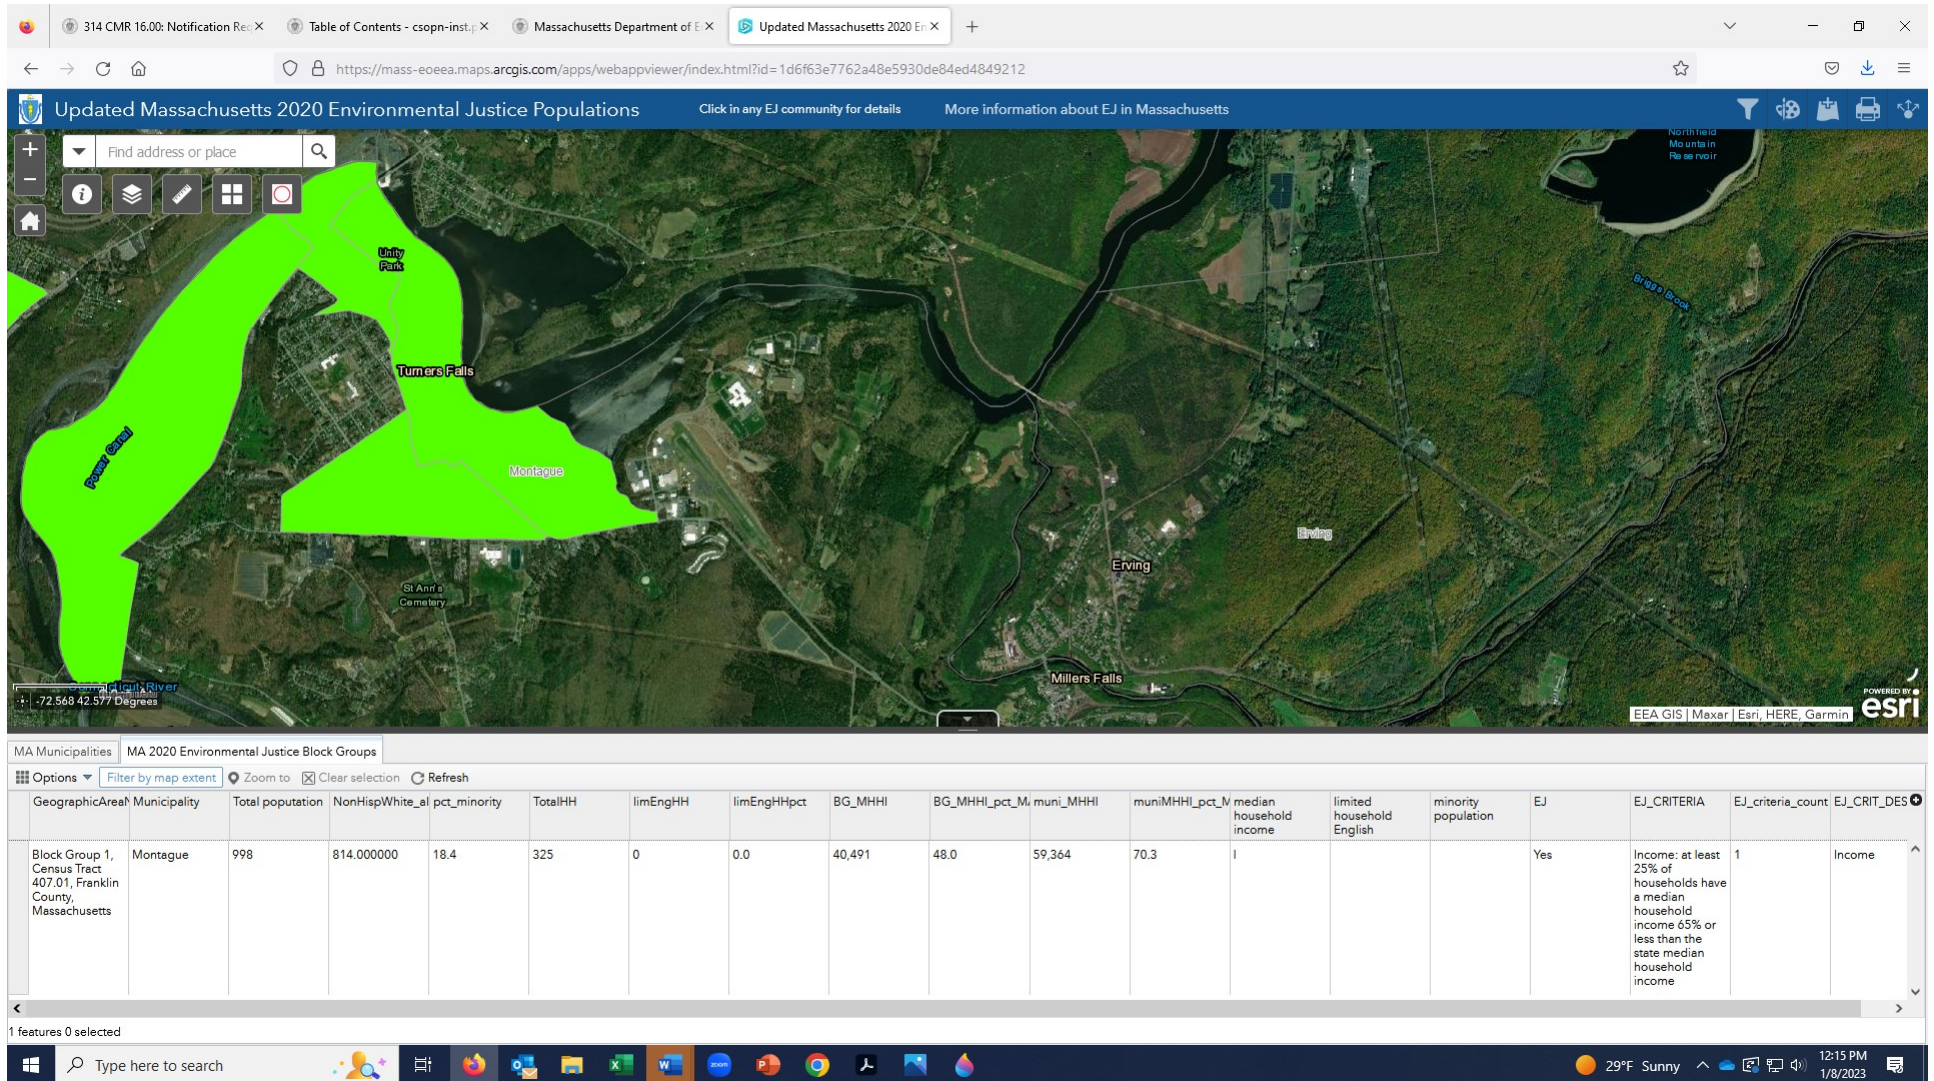 314 CMR 16.00: Notification Req
Table of Contents - csopn-inst.p
Massachusetts Department of E
Updated Massachusetts 2020 En
https://mass-eoeea.maps.arcgis.com/apps/webappviewer/index.html?id=1d6f63e7762a48e5930de84ed4849212
Updated Massachusetts 2020 Environmental Justice Populations
Click in any EJ community for details
More information about EJ in Massachusetts
Find address or place
Northfield
Mountain
Reservoir
Unity
Park
Briggs Brook
Turners Falls
Power Canal
Montague
Erving
Erving
St Ann's
Cemetery
Millers Falls
River
-72.568 42.577 Degrees
POWERED BY
esri
EEA GIS | Maxar | Esri, HERE, Garmin
MA Municipalities
MA 2020 Environmental Justice Block Groups
Options Filter by map extent Zoom to Clear selection Refresh
GeographicAreaN Municipality Total population NonHispWhite_al pct_minority TotalHH limEngHH limEngHHpct BG_MHHI BG_MHHI_pct_MA muni_MHHI muniMHHI_pct_M median limited minority EJ EJ_CRITERIA EJ_criteria_count EJ_CRIT_DES
household household population
income English
Block Group 1, Montague 998 814.000000 18.4 325 0 0.0 40,491 48.0 59,364 70.3 I Yes Income: at least 1 Income
Census Tract 25% of
407.01, Franklin households have
County, a median
Massachusetts household
income 65% or
less than the
state median
household
income
1 features 0 selected
Type here to search
zoom
29°F Sunny
12:15 PM
1/8/2023